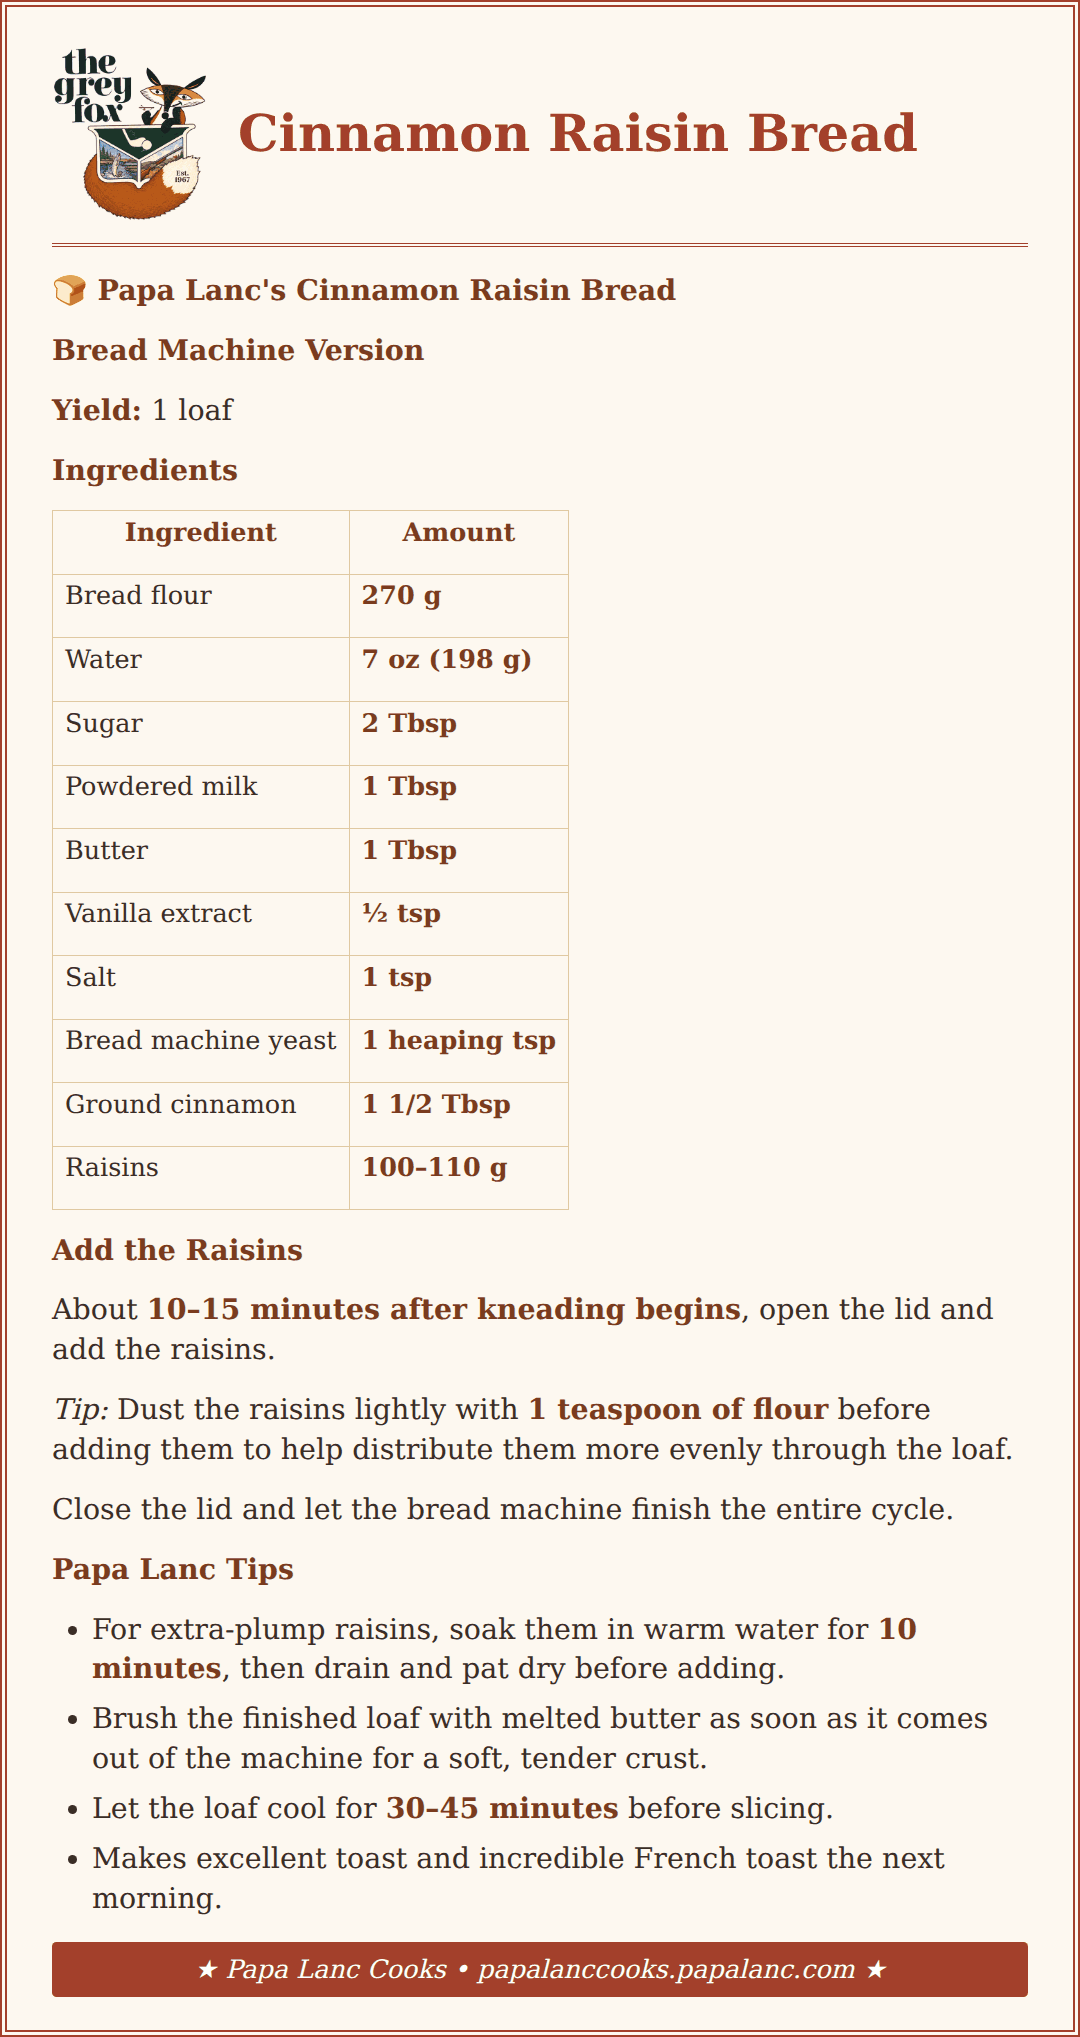 the
grey
fox
Est.
1967
Cinnamon Raisin Bread
🍞 Papa Lanc's Cinnamon Raisin Bread
Bread Machine Version
Yield: 1 loaf
Ingredients
Ingredient Amount
Bread flour 270 g
Water 7 oz (198 g)
Sugar 2 Tbsp
Powdered milk 1 Tbsp
Butter 1 Tbsp
Vanilla extract ½ tsp
Salt 1 tsp
Bread machine yeast 1 heaping tsp
Ground cinnamon 1 1/2 Tbsp
Raisins 100–110 g
Add the Raisins
About 10–15 minutes after kneading begins, open the lid and
add the raisins.
Tip: Dust the raisins lightly with 1 teaspoon of flour before
adding them to help distribute them more evenly through the loaf.
Close the lid and let the bread machine finish the entire cycle.
Papa Lanc Tips
• For extra-plump raisins, soak them in warm water for 10
minutes, then drain and pat dry before adding.
• Brush the finished loaf with melted butter as soon as it comes
out of the machine for a soft, tender crust.
• Let the loaf cool for 30–45 minutes before slicing.
• Makes excellent toast and incredible French toast the next
morning.
★ Papa Lanc Cooks • papalanccooks.papalanc.com ★